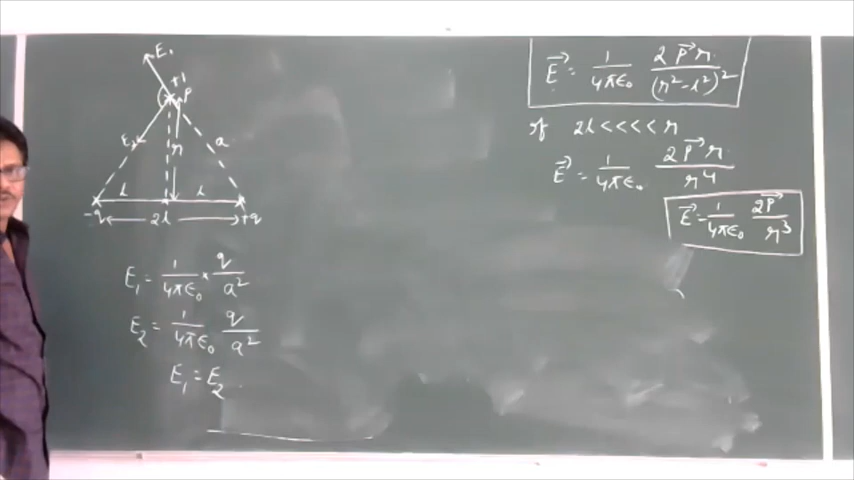 E₁
+1
P
E₂
r
a
l l
-q 2l +q
E₁ = 1/4πε₀ × q/a²
E₂ = 1/4πε₀ q/a²
E₁ = E₂
E⃗ = 1/4πε₀ 2P⃗r/(r²-l²)²
If 2l <<<< r
E⃗ = 1/4πε₀ 2P⃗r/r⁴
E⃗ = 1/4πε₀ 2P⃗/r³